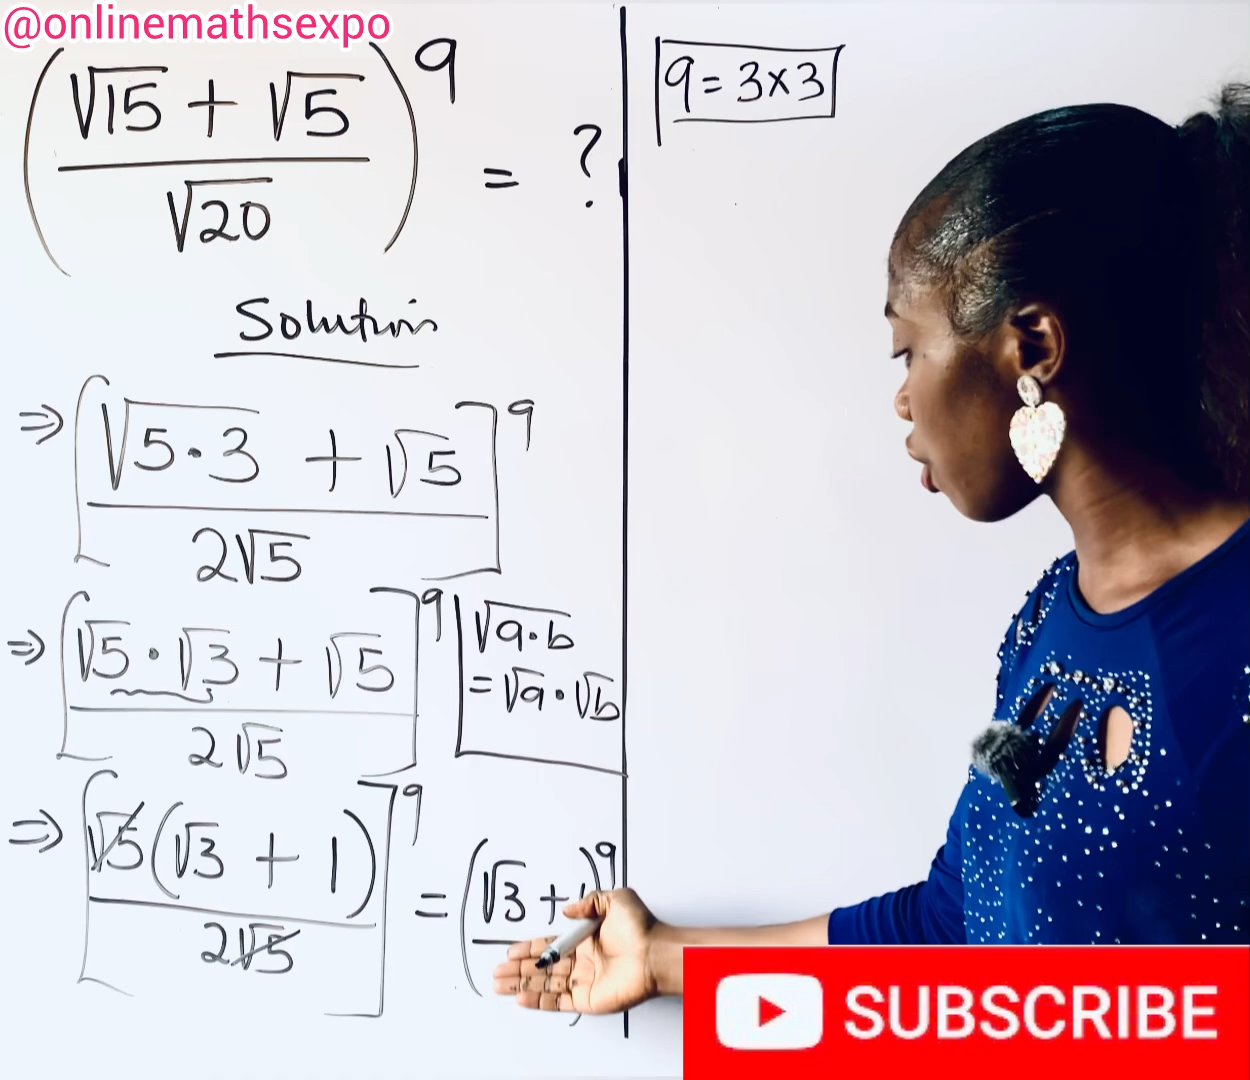 @onlinemathsexpo
(√15 + √5 / √20)^9 = ?
Solution
⇒ [√5·3 + √5 / 2√5]^9
⇒ [√5·√3 + √5 / 2√5]^9
√a·b
= √a·√b
⇒ [√5(√3 + 1) / 2√5]^9 = (√3 + )^9
9 = 3×3
SUBSCRIBE